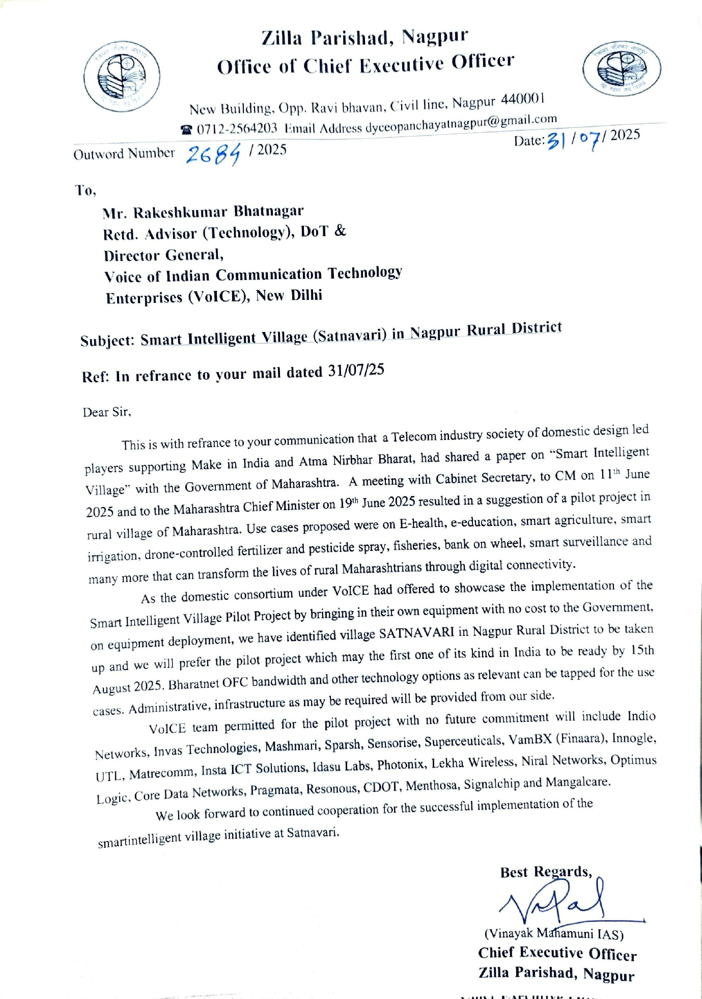 Zilla Parishad, Nagpur
Office of Chief Executive Officer
New Building, Opp. Ravi bhavan, Civil line, Nagpur 440001
☎ 0712-2564203 Email Address dyceopanchayatnagpur@gmail.com
Outword Number 2684 / 2025
Date: 31 / 07 / 2025
To,
Mr. Rakeshkumar Bhatnagar
Retd. Advisor (Technology), DoT &
Director General,
Voice of Indian Communication Technology
Enterprises (VoICE), New Dilhi
Subject: Smart Intelligent Village (Satnavari) in Nagpur Rural District
Ref: In refrance to your mail dated 31/07/25
Dear Sir,
This is with refrance to your communication that a Telecom industry society of domestic design led
players supporting Make in India and Atma Nirbhar Bharat, had shared a paper on “Smart Intelligent
Village” with the Government of Maharashtra. A meeting with Cabinet Secretary, to CM on 11th June
2025 and to the Maharashtra Chief Minister on 19th June 2025 resulted in a suggestion of a pilot project in
rural village of Maharashtra. Use cases proposed were on E-health, e-education, smart agriculture, smart
irrigation, drone-controlled fertilizer and pesticide spray, fisheries, bank on wheel, smart surveillance and
many more that can transform the lives of rural Maharashtrians through digital connectivity.
As the domestic consortium under VoICE had offered to showcase the implementation of the
Smart Intelligent Village Pilot Project by bringing in their own equipment with no cost to the Government,
on equipment deployment, we have identified village SATNAVARI in Nagpur Rural District to be taken
up and we will prefer the pilot project which may the first one of its kind in India to be ready by 15th
August 2025. Bharatnet OFC bandwidth and other technology options as relevant can be tapped for the use
cases. Administrative, infrastructure as may be required will be provided from our side.
VoICE team permitted for the pilot project with no future commitment will include Indio
Networks, Invas Technologies, Mashmari, Sparsh, Sensorise, Superceuticals, VamBX (Finaara), Innogle,
UTL, Matrecomm, Insta ICT Solutions, Idasu Labs, Photonix, Lekha Wireless, Niral Networks, Optimus
Logic, Core Data Networks, Pragmata, Resonous, CDOT, Menthosa, Signalchip and Mangalcare.
We look forward to continued cooperation for the successful implementation of the
smartintelligent village initiative at Satnavari.
Best Regards,
(Vinayak Mahamuni IAS)
Chief Executive Officer
Zilla Parishad, Nagpur